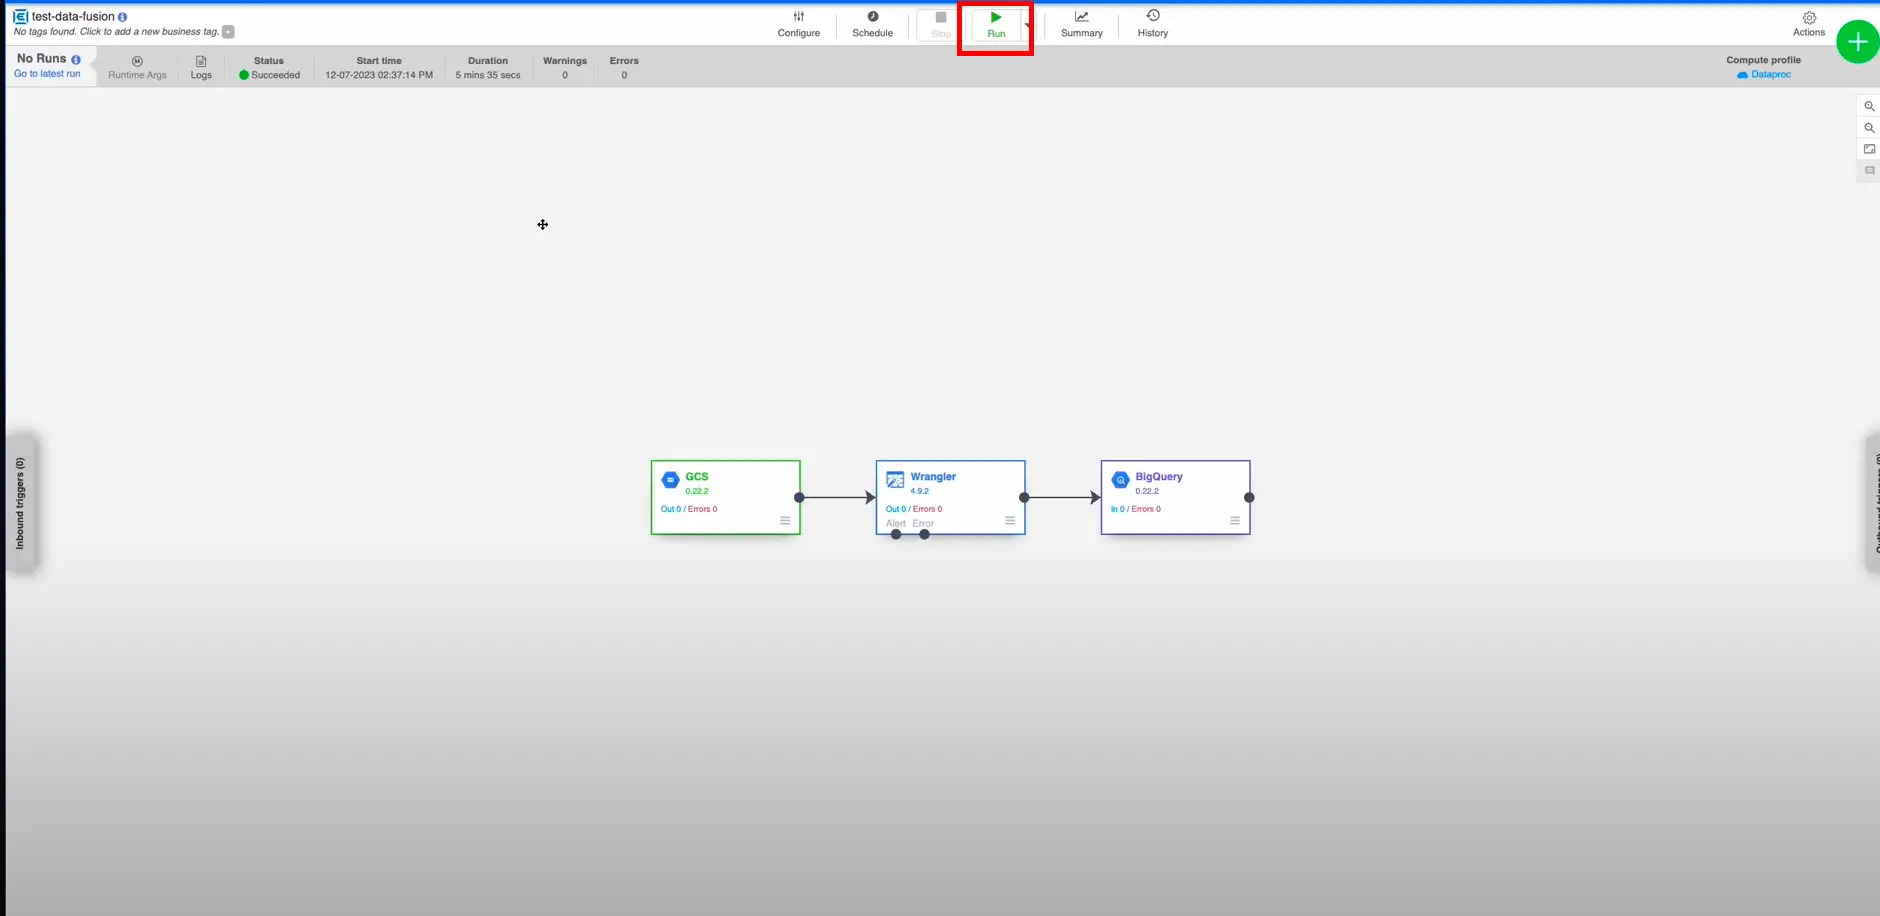 test-data-fusion
No tags found. Click to add a new business tag.
Configure
Schedule
Stop
Run
Summary
History
Actions
No Runs
Go to latest run
Runtime Args
Logs
Status
Succeeded
Start time
12-07-2023 02:37:14 PM
Duration
5 mins 35 secs
Warnings
0
Errors
0
Compute profile
Dataproc
Inbound triggers (0)
GCS
0.22.2
Out 0 / Errors 0
Wrangler
4.9.2
Out 0 / Errors 0
Alert Error
BigQuery
0.22.2
In 0 / Errors 0